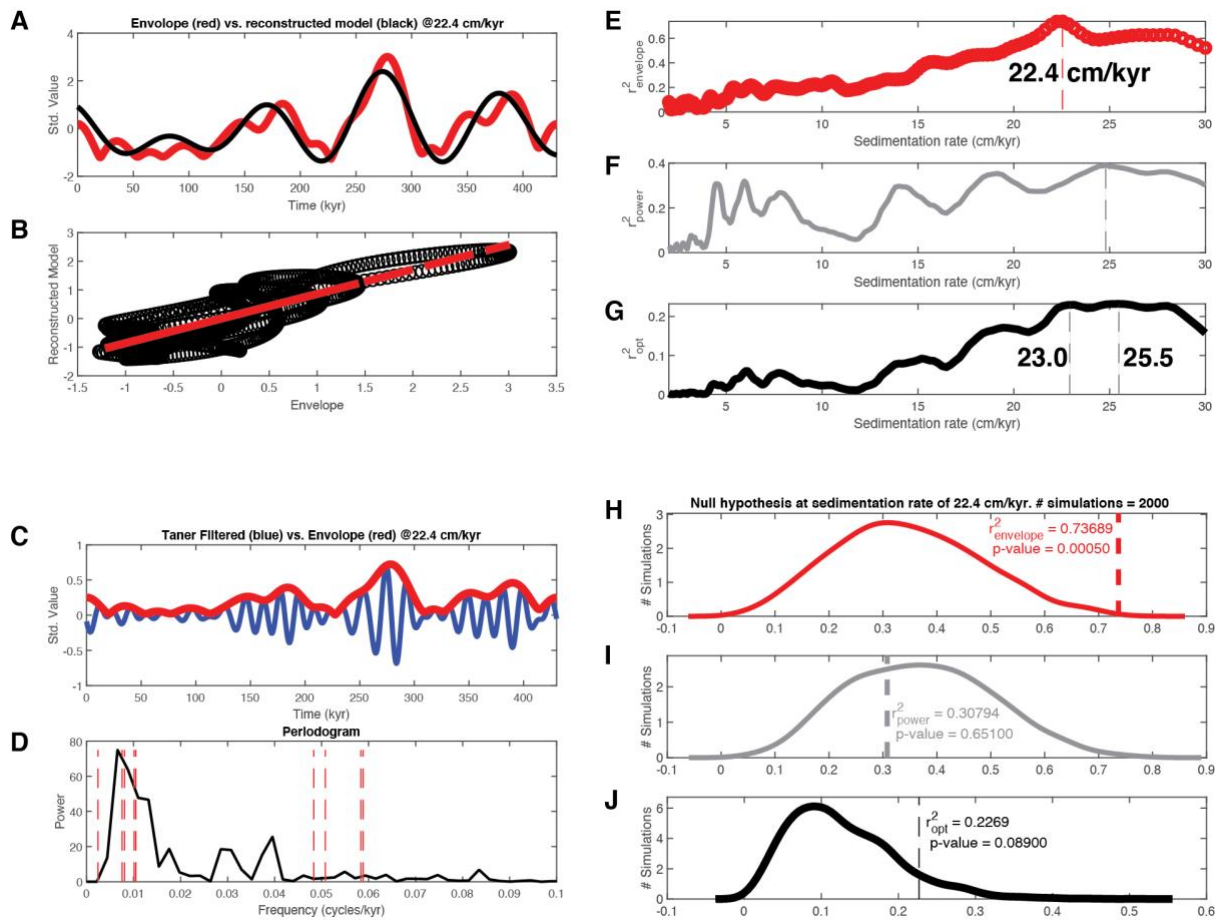 A
Envelope (red) vs. reconstructed model (black) @22.4 cm/kyr
4
2
0
-2
Std. Value
0 50 100 150 200 250 300 350 400
Time (kyr)
B
3
2
1
0
-1
-2
Reconstructed Model
-1.5 -1 -0.5 0 0.5 1 1.5 2 2.5 3 3.5
Envelope
C
Taner Filtered (blue) vs. Envelope (red) @22.4 cm/kyr
1
0.5
0
-0.5
-1
Std. Value
0 50 100 150 200 250 300 350 400
Time (kyr)
D
Periodogram
80
60
40
20
0
Power
0 0.01 0.02 0.03 0.04 0.05 0.06 0.07 0.08 0.09 0.1
Frequency (cycles/kyr)
E
0.6
0.4
0.2
0
r²envelope
22.4 cm/kyr
5 10 15 20 25 30
Sedimentation rate (cm/kyr)
F
0.4
0.2
0
r²power
5 10 15 20 25 30
Sedimentation rate (cm/kyr)
G
0.2
0.1
0
r²opt
23.0 25.5
5 10 15 20 25 30
Sedimentation rate (cm/kyr)
H
Null hypothesis at sedimentation rate of 22.4 cm/kyr. # simulations = 2000
3
2
1
0
# Simulations
r²envelope = 0.73689
p-value = 0.00050
-0.1 0 0.1 0.2 0.3 0.4 0.5 0.6 0.7 0.8 0.9
I
2
1
0
# Simulations
r²power = 0.30794
p-value = 0.65100
-0.1 0 0.1 0.2 0.3 0.4 0.5 0.6 0.7 0.8 0.9
J
6
4
2
0
# Simulations
r²opt = 0.2269
p-value = 0.08900
-0.1 0 0.1 0.2 0.3 0.4 0.5 0.6